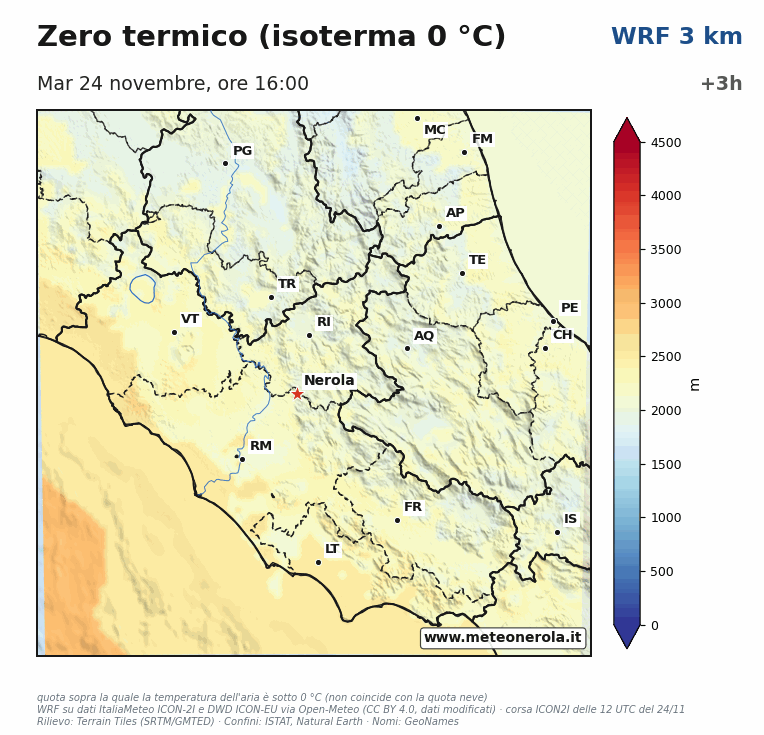 Zero termico (isoterma 0 °C)
WRF 3 km
Mar 24 novembre, ore 16:00
+3h
MC
FM
PG
AP
TE
TR
PE
VT
RI
AQ
CH
Nerola
RM
FR
IS
LT
www.meteonerola.it
4500
4000
3500
3000
2500
2000
1500
1000
500
0
m
quota sopra la quale la temperatura dell'aria è sotto 0 °C (non coincide con la quota neve)
WRF su dati ItaliaMeteo ICON-2I e DWD ICON-EU via Open-Meteo (CC BY 4.0, dati modificati) · corsa ICON2I delle 12 UTC del 24/11
Rilievo: Terrain Tiles (SRTM/GMTED) · Confini: ISTAT, Natural Earth · Nomi: GeoNames